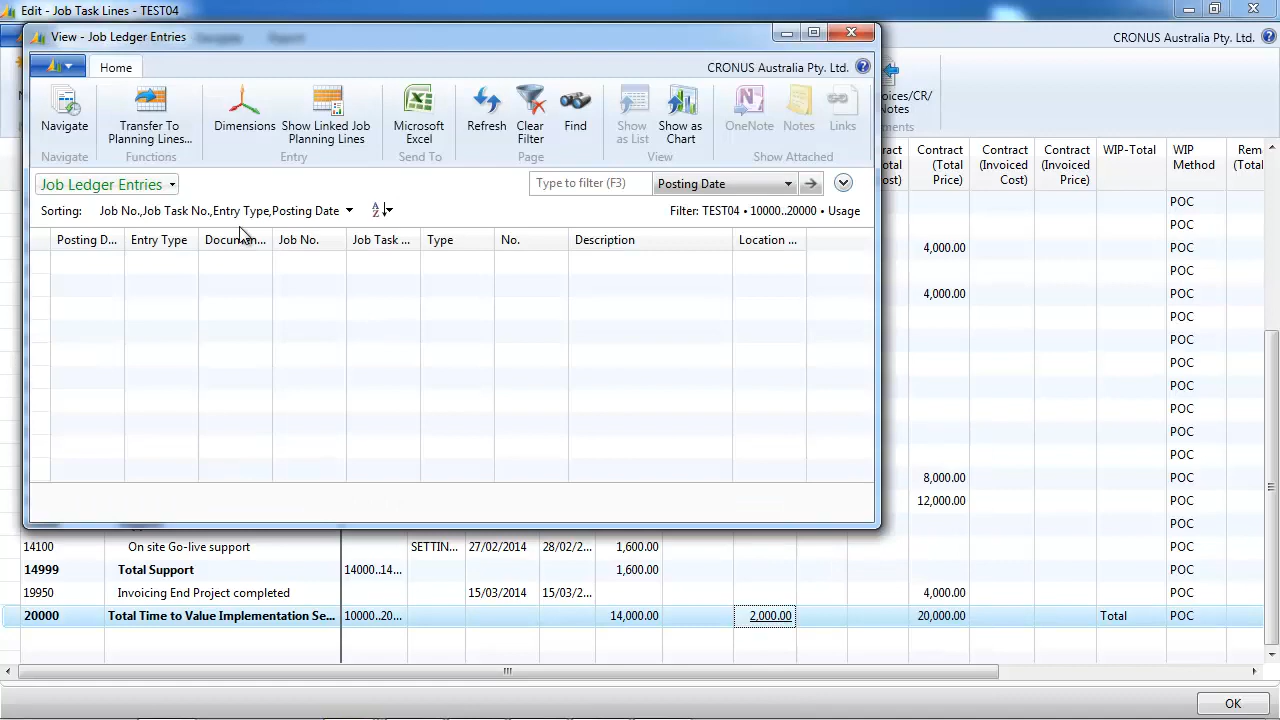 Edit - Job Task Lines - TEST04
View - Job Ledger Entries
CRONUS Australia Pty. Ltd.
Home
CRONUS Australia Pty. Ltd.
Navigate
Transfer To
Planning Lines...
Dimensions
Show Linked Job
Planning Lines
Microsoft
Excel
Refresh
Clear
Filter
Find
Show
as List
Show as
Chart
OneNote
Notes
Links
Navigate
Functions
Entry
Send To
Page
View
Show Attached
Job Ledger Entries
Type to filter (F3)
Posting Date
Sorting:
Job No.,Job Task No.,Entry Type,Posting Date
Filter: TEST04 • 10000..20000 • Usage
Posting D...
Entry Type
Documen...
Job No.
Job Task ...
Type
No.
Description
Location ...
Contract
(Total
Price)
Contract
(Invoiced
Cost)
Contract
(Invoiced
Price)
WIP-Total
WIP
Method
Rem
(Total
POC
POC
4,000.00 POC
POC
4,000.00 POC
POC
POC
POC
POC
POC
POC
POC
8,000.00 POC
12,000.00 POC
POC
14100 On site Go-live support SETTIN... 27/02/2014 28/02/2... 1,600.00 POC
14999 Total Support 14000..14... 1,600.00 POC
19950 Invoicing End Project completed 15/03/2014 15/03/2... 4,000.00 POC
20000 Total Time to Value Implementation Se... 10000..20... 14,000.00 2,000.00 20,000.00 Total POC
OK